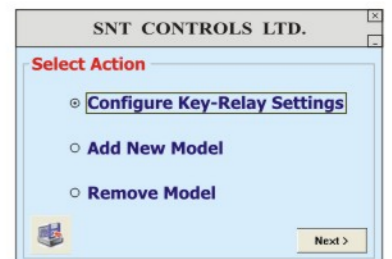 SNT CONTROLS LTD.
Select Action
Configure Key-Relay Settings
Add New Model
Remove Model
Next >